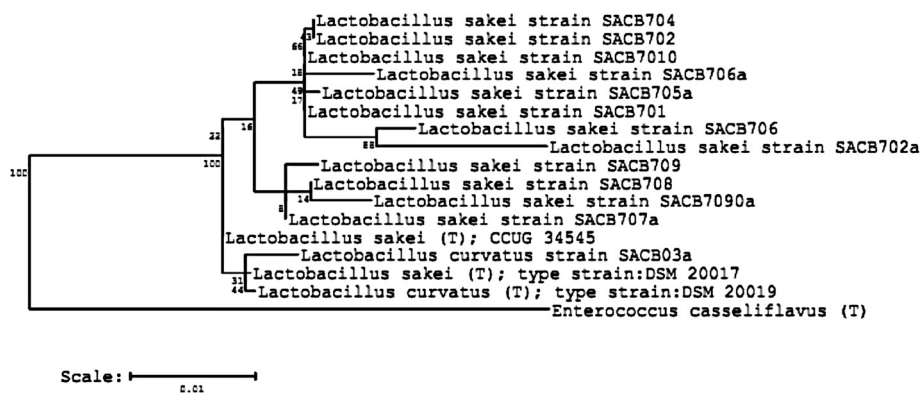 Lactobacillus sakei strain SACB704
Lactobacillus sakei strain SACB702
Lactobacillus sakei strain SACB7010
Lactobacillus sakei strain SACB706a
Lactobacillus sakei strain SACB705a
Lactobacillus sakei strain SACB701
Lactobacillus sakei strain SACB706
Lactobacillus sakei strain SACB702a
Lactobacillus sakei strain SACB709
Lactobacillus sakei strain SACB708
Lactobacillus sakei strain SACB7090a
Lactobacillus sakei strain SACB707a
Lactobacillus sakei (T); CCUG 34545
Lactobacillus curvatus strain SACB03a
Lactobacillus sakei (T); type strain:DSM 20017
Lactobacillus curvatus (T); type strain:DSM 20019
Enterococcus casseliflavus (T)
66
49
17
16
22
100
100
14
31
44
Scale:
0.01